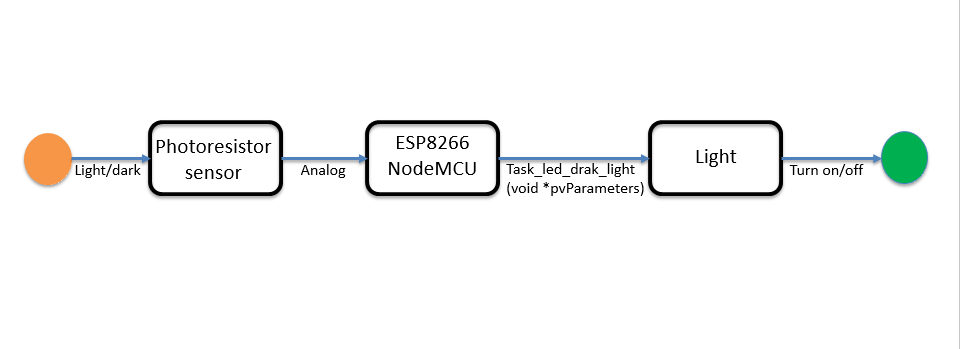 Light/dark
Photoresistor
sensor
Analog
ESP8266
NodeMCU
Task_led_drak_light
(void *pvParameters)
Light
Turn on/off